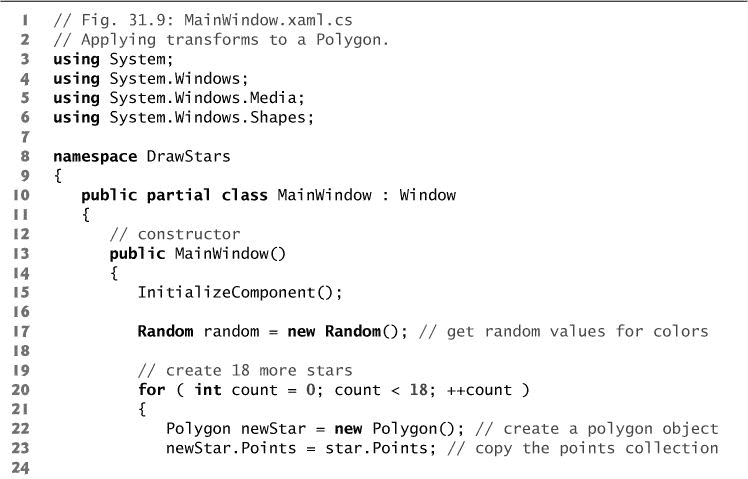 1 // Fig. 31.9: MainWindow.xaml.cs
2 // Applying transforms to a Polygon.
3 using System;
4 using System.Windows;
5 using System.Windows.Media;
6 using System.Windows.Shapes;
7
8 namespace DrawStars
9 {
10 public partial class MainWindow : Window
11 {
12 // constructor
13 public MainWindow()
14 {
15 InitializeComponent();
16
17 Random random = new Random(); // get random values for colors
18
19 // create 18 more stars
20 for ( int count = 0; count < 18; ++count )
21 {
22 Polygon newStar = new Polygon(); // create a polygon object
23 newStar.Points = star.Points; // copy the points collection
24